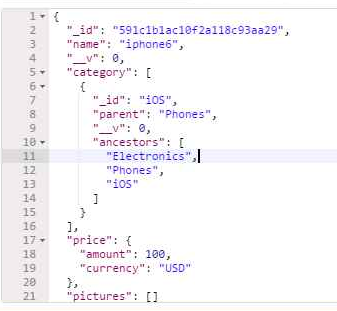 1 {
2 "_id": "591c1b1ac10f2a118c93aa29",
3 "name": "iphone6",
4 "__v": 0,
5 "category": [
6 {
7 "_id": "iOS",
8 "parent": "Phones",
9 "__v": 0,
10 "ancestors": [
11 "Electronics",
12 "Phones",
13 "iOS"
14 ]
15 }
16 ],
17 "price": {
18 "amount": 100,
19 "currency": "USD"
20 },
21 "pictures": []